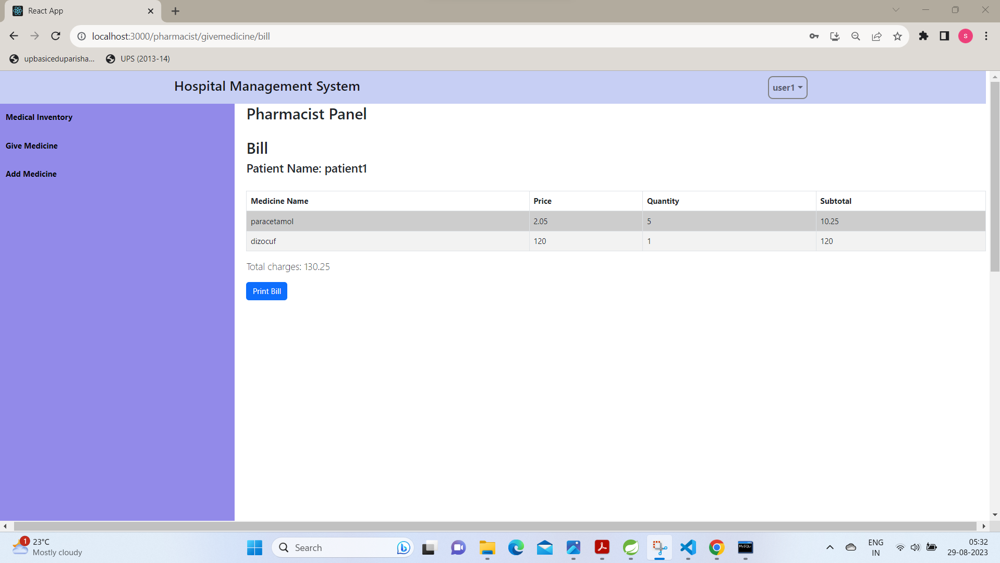 React App
localhost:3000/pharmacist/givemedicine/bill
S
upbasiceduparisha...
UPS (2013-14)
Hospital Management System
user1
Medical Inventory
Give Medicine
Add Medicine
Pharmacist Panel
Bill
Patient Name: patient1
Medicine Name Price Quantity Subtotal
paracetamol 2.05 5 10.25
dizocuf 120 1 120
Total charges: 130.25
Print Bill
1
23°C
Mostly cloudy
Search
ENG
IN
05:32
29-08-2023